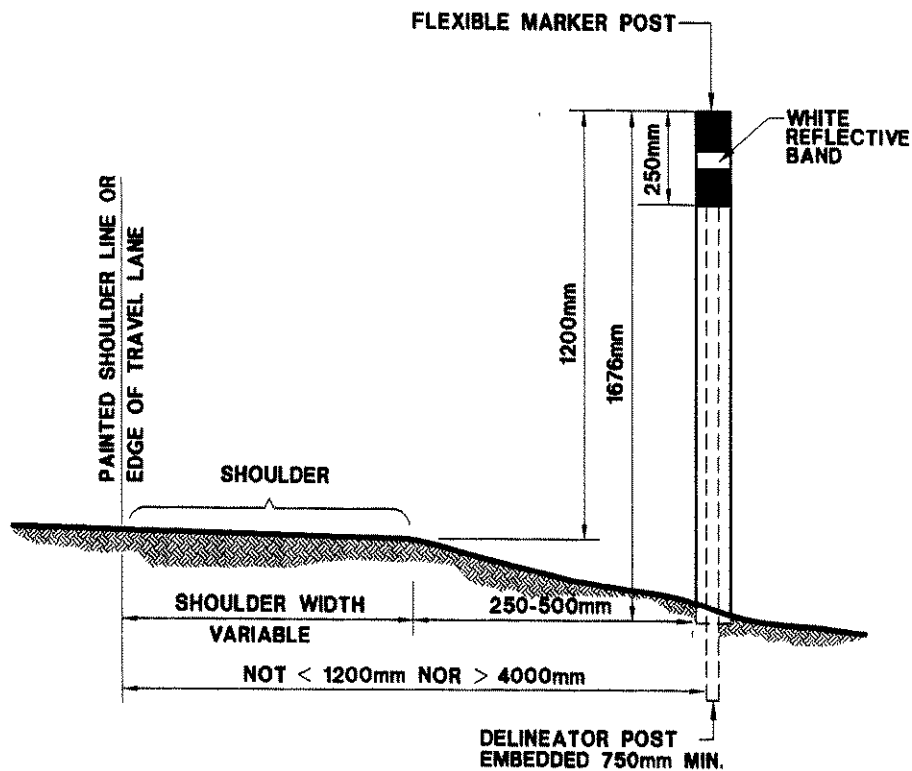 FLEXIBLE MARKER POST
WHITE
REFLECTIVE
BAND
250mm
1200mm
1676mm
PAINTED SHOULDER LINE OR
EDGE OF TRAVEL LANE
SHOULDER
SHOULDER WIDTH
VARIABLE
250-500mm
NOT < 1200mm NOR > 4000mm
DELINEATOR POST
EMBEDDED 750mm MIN.